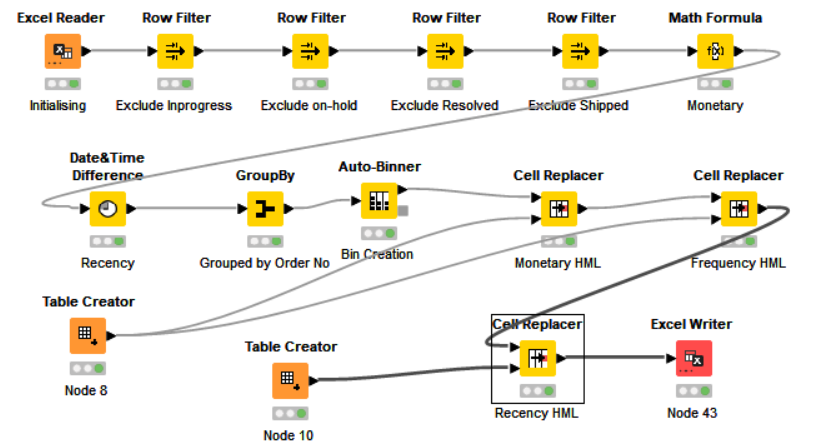 Excel Reader
Row Filter
Row Filter
Row Filter
Row Filter
Math Formula
Initialising
Exclude Inprogress
Exclude on-hold
Exclude Resolved
Exclude Shipped
Monetary
Date&Time
Difference
GroupBy
Auto-Binner
Cell Replacer
Cell Replacer
Recency
Grouped by Order No
Bin Creation
Monetary HML
Frequency HML
Table Creator
Node 8
Table Creator
Cell Replacer
Excel Writer
Node 10
Recency HML
Node 43